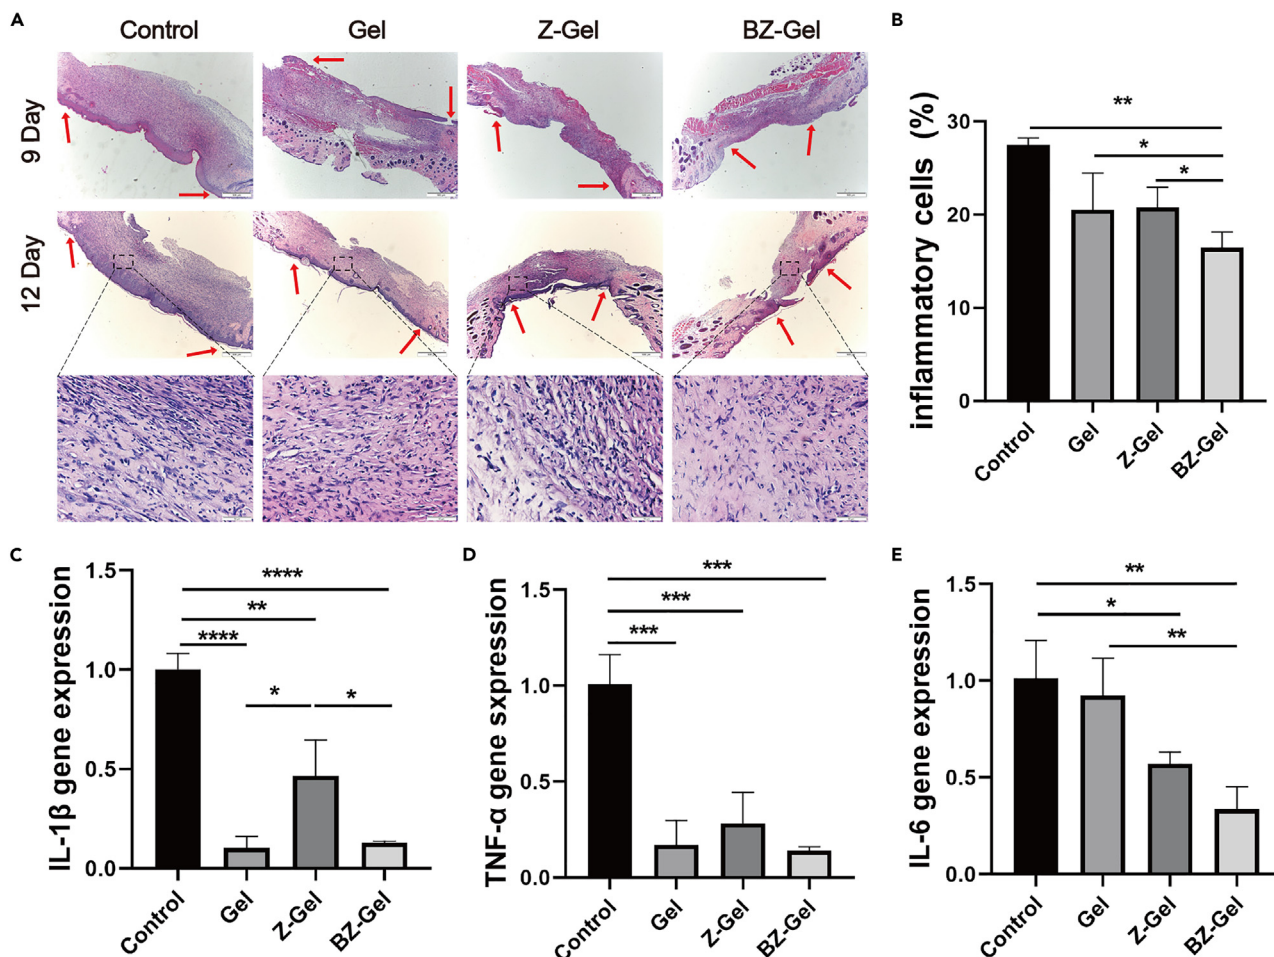 A
Control
Gel
Z-Gel
BZ-Gel
9 Day
12 Day
B
inflammatory cells (%)
30
20
10
0
**
*
*
Control
Gel
Z-Gel
BZ-Gel
C
IL-1β gene expression
1.5
1.0
0.5
0.0
****
**
****
*
*
Control
Gel
Z-Gel
BZ-Gel
D
TNF-α gene sxpression
1.5
1.0
0.5
0.0
***
***
***
Control
Gel
Z-Gel
BZ-Gel
E
IL-6 gene expression
1.5
1.0
0.5
0.0
**
*
**
Control
Gel
Z-Gel
BZ-Gel